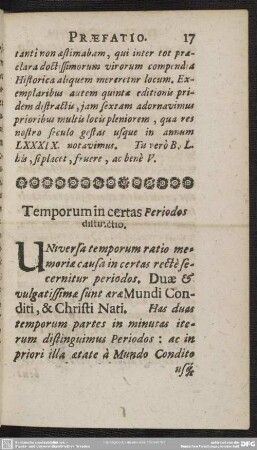 PRÆFATIO. 17
tanti non æstimabam, qui inter tot præ-
clara doctissimorum virorum compendia
Historica aliquem mereretur locum. Ex-
emplaribus autem quintæ editionis pri-
dem distractis, jam sextam adornavimus
prioribus multis locis pleniorem, qua res
nostro seculo gestas usque in annum
LXXXIX. notavimus. Tu verò B. L.
his, si placet, fruere, ac benè V.
Temporum in certas Periodos
distinctio.
UNiversa temporum ratio me-
moriæ causa in certas rectè se-
cernitur periodos. Duæ &
vulgatissimæ sunt æræ Mundi Con-
diti, & Christi Nati. Has duas
temporum partes in minutas ite-
rum distinguimus Periodos: ac in
priori illa ætate à Mundo Condito
usq;